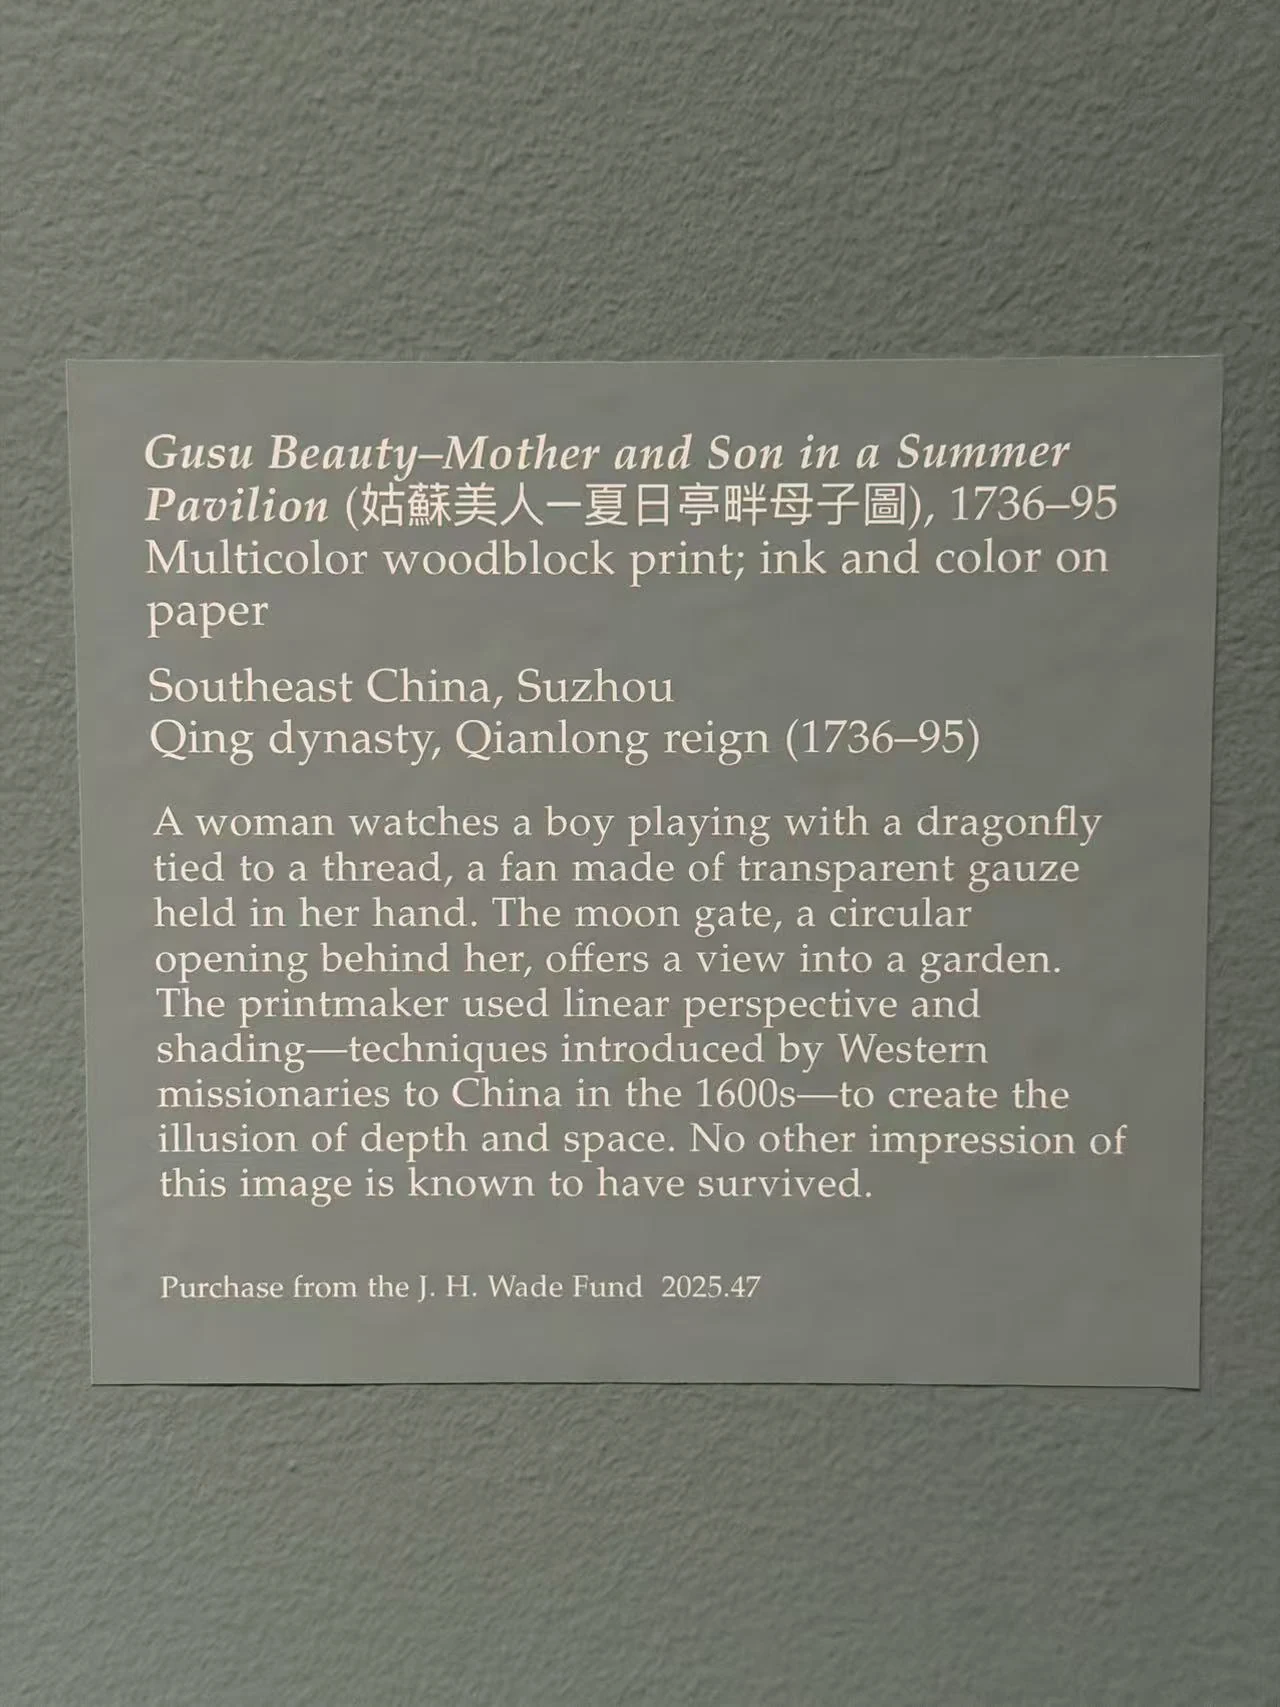 Gusu Beauty–Mother and Son in a Summer
Pavilion (姑蘇美人—夏日亭畔母子圖), 1736–95
Multicolor woodblock print; ink and color on
paper
Southeast China, Suzhou
Qing dynasty, Qianlong reign (1736–95)
A woman watches a boy playing with a dragonfly
tied to a thread, a fan made of transparent gauze
held in her hand. The moon gate, a circular
opening behind her, offers a view into a garden.
The printmaker used linear perspective and
shading—techniques introduced by Western
missionaries to China in the 1600s—to create the
illusion of depth and space. No other impression of
this image is known to have survived.
Purchase from the J. H. Wade Fund 2025.47